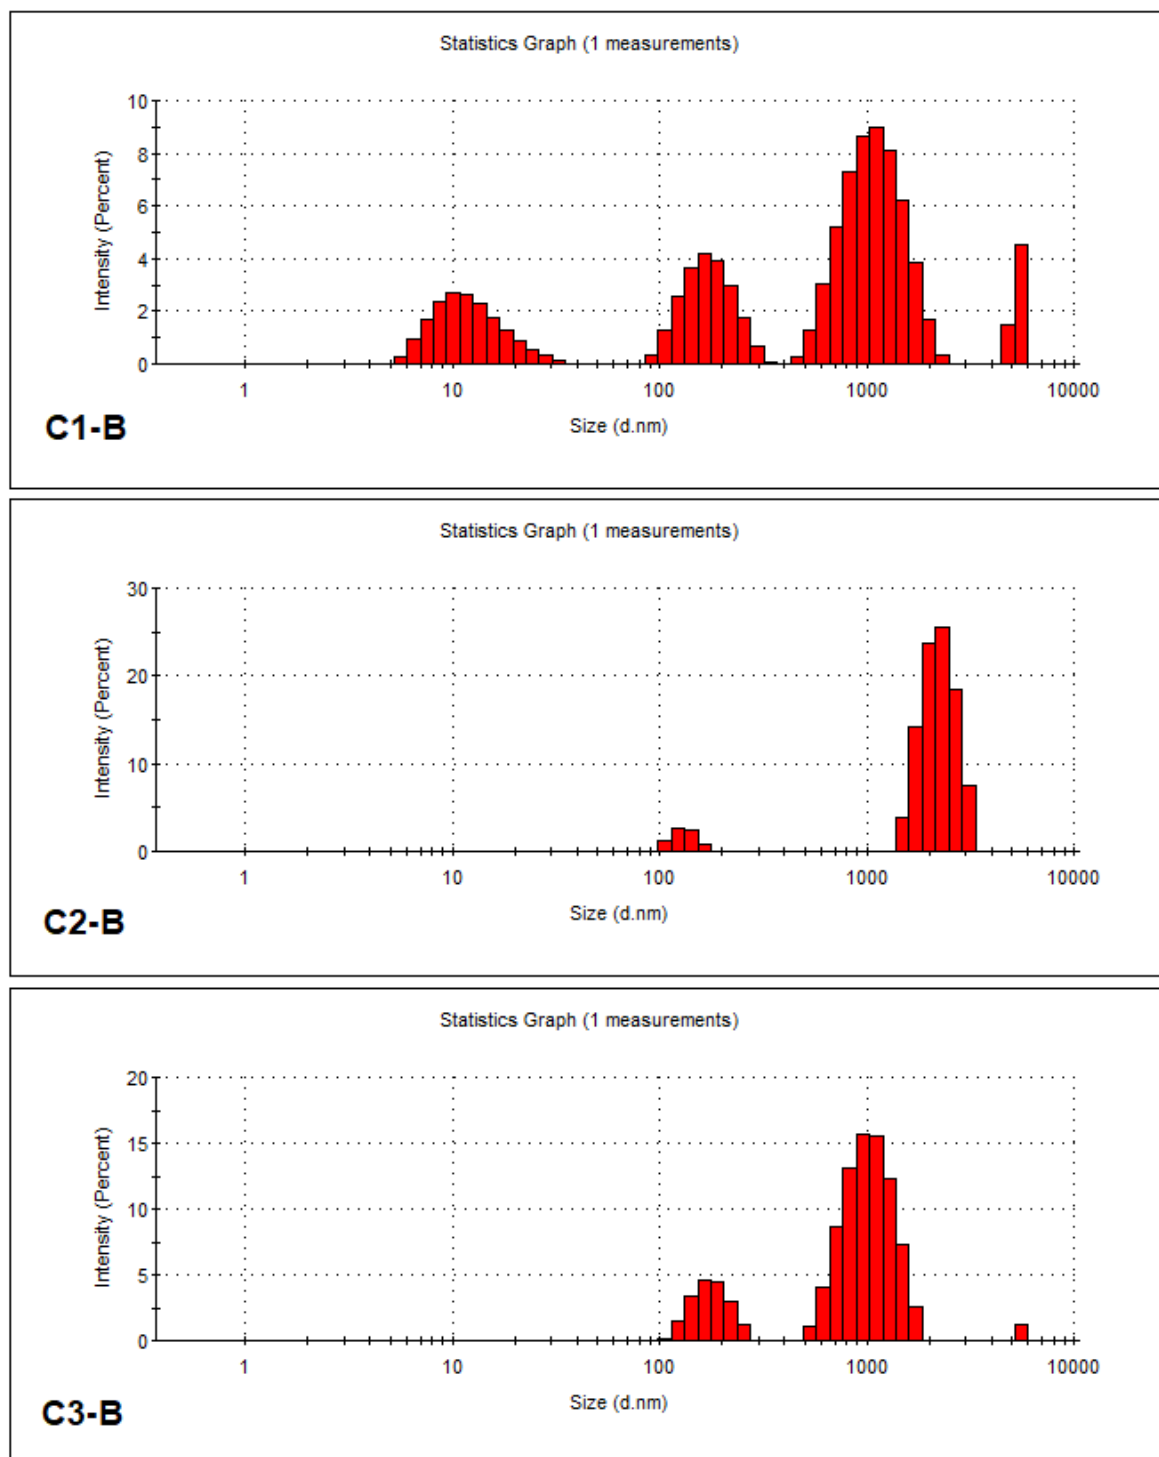 Statistics Graph (1 measurements)
Intensity (Percent)
10
8
6
4
2
0
1 10 100 1000 10000
Size (d.nm)
C1-B
Statistics Graph (1 measurements)
Intensity (Percent)
30
20
10
0
1 10 100 1000 10000
Size (d.nm)
C2-B
Statistics Graph (1 measurements)
Intensity (Percent)
20
15
10
5
0
1 10 100 1000 10000
Size (d.nm)
C3-B